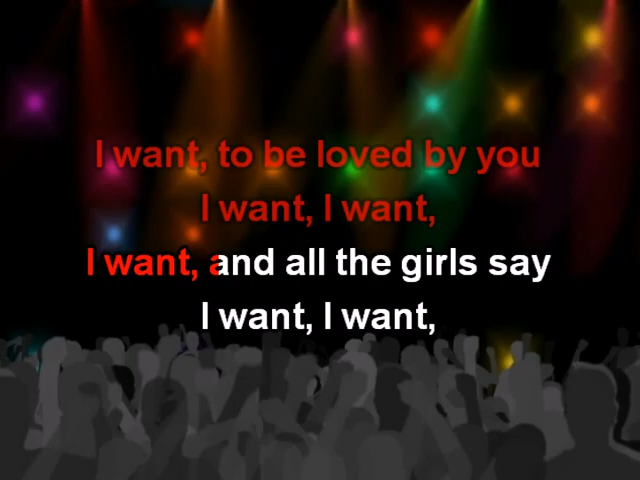 I want, to be loved by you
I want, I want,
I want, and all the girls say
I want, I want,